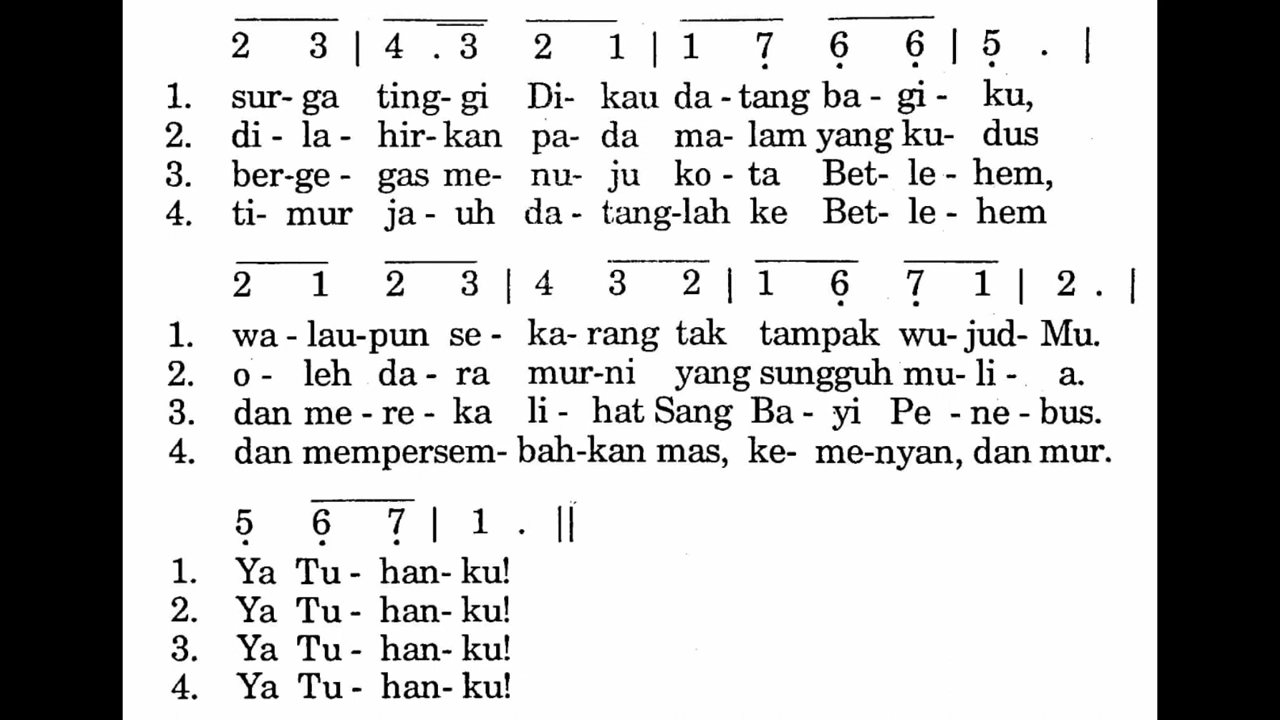 2 3 | 4 . 3 2 1 | 1 7̣ 6̣ 6̣ | 5̣ . |
1. sur- ga ting- gi Di- kau da - tang ba - gi - ku,
2. di - la - hir- kan pa- da ma- lam yang ku- dus
3. ber-ge - gas me- nu- ju ko - ta Bet- le - hem,
4. ti- mur ja - uh da - tang-lah ke Bet- le - hem
2 1 2 3 | 4 3 2 | 1 6̣ 7̣ 1 | 2 . |
1. wa - lau-pun se - ka- rang tak tampak wu- jud- Mu.
2. o - leh da - ra mur-ni yang sungguh mu- li - a.
3. dan me - re - ka li - hat Sang Ba - yi Pe - ne - bus.
4. dan mempersem- bah-kan mas, ke- me-nyan, dan mur.
5̣ 6̣ 7̣ | 1 . ||
1. Ya Tu - han- ku!
2. Ya Tu - han- ku!
3. Ya Tu - han- ku!
4. Ya Tu - han- ku!